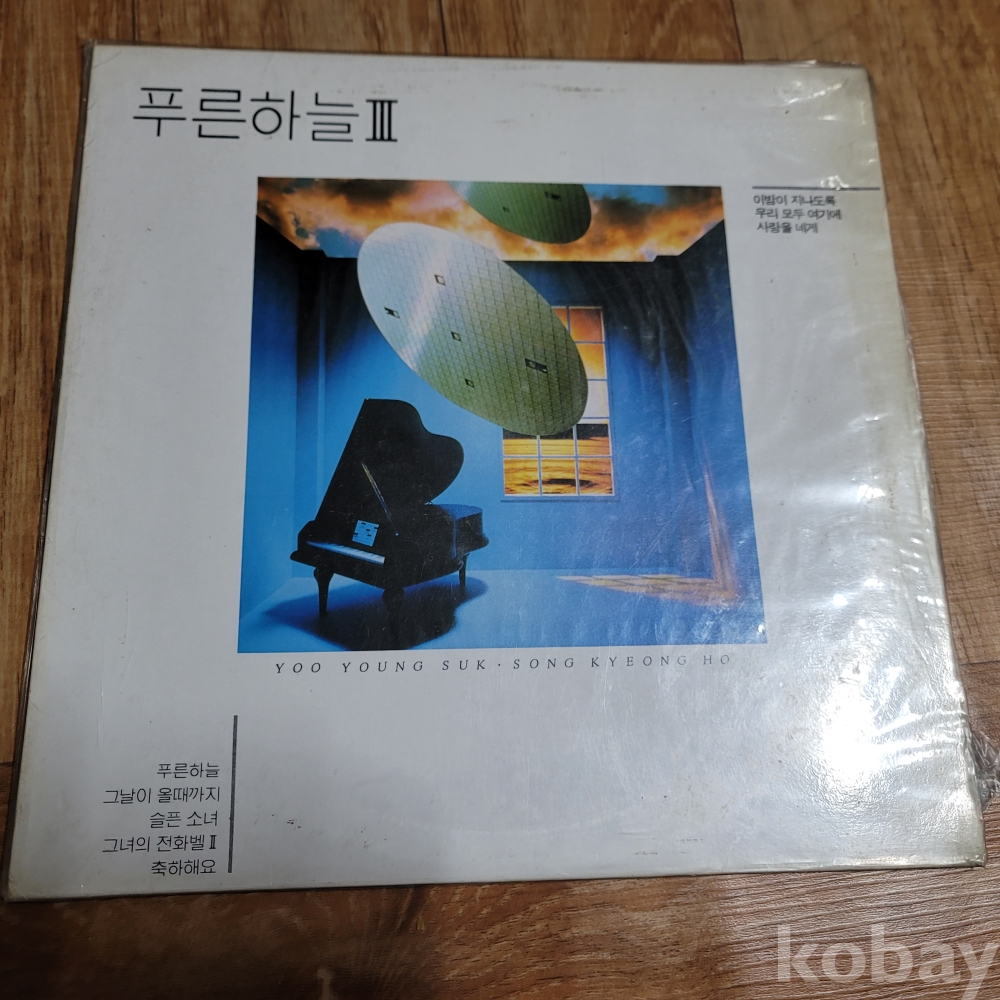 푸른하늘 Ⅲ
이밤이 지나도록
우리 모두 여기에
사랑을 네게
YOO YOUNG SUK · SONG KYEONG HO
푸른하늘
그날이 올때까지
슬픈 소녀
그녀의 전화벨 Ⅱ
축하해요
kobay